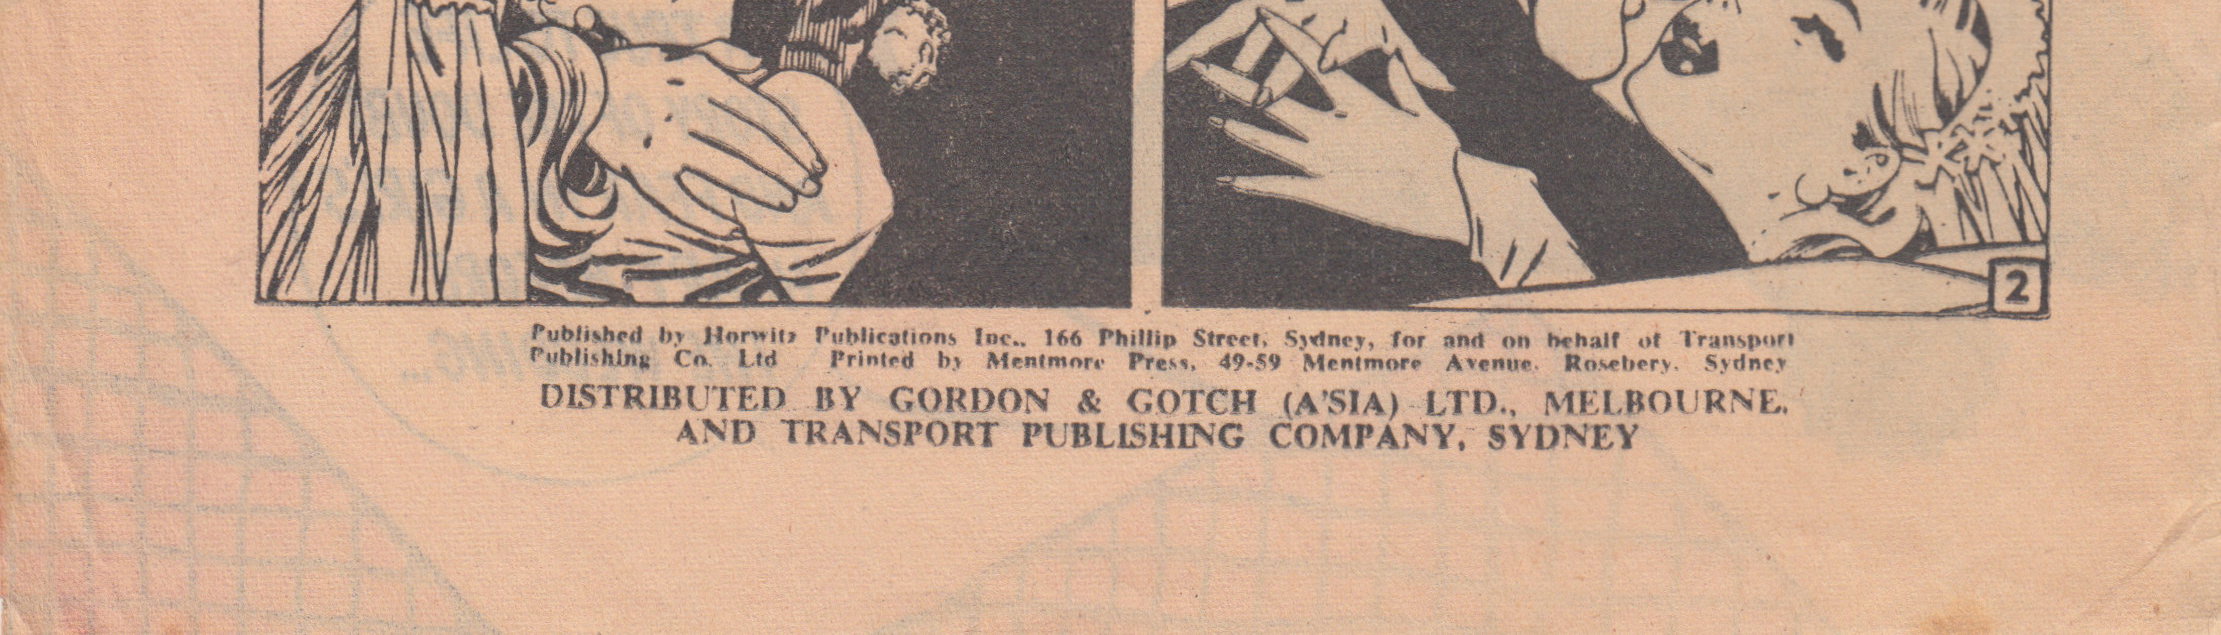 2
Published by Horwitz Publications Inc., 166 Phillip Street, Sydney, for and on behalf of Transport
Publishing Co. Ltd Printed by Mentmore Press, 49-59 Mentmore Avenue, Rosebery, Sydney
DISTRIBUTED BY GORDON & GOTCH (A'SIA) LTD., MELBOURNE,
AND TRANSPORT PUBLISHING COMPANY, SYDNEY